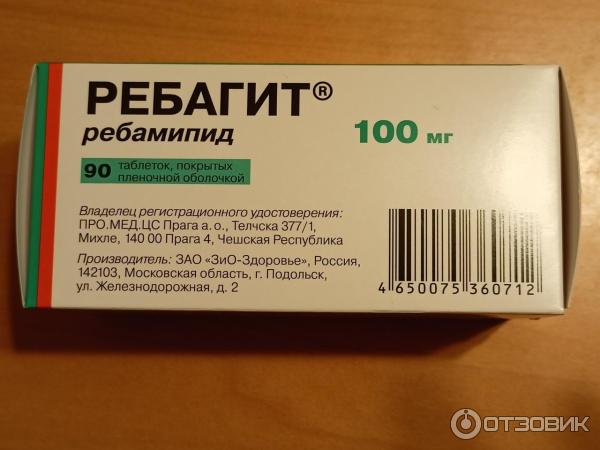 РЕБАГИТ®
ребамипид
100 мг
90 таблеток, покрытых
пленочной оболочкой
Владелец регистрационного удостоверения:
ПРО.МЕД.ЦС Прага а. о., Телчска 377/1,
Михле, 140 00 Прага 4, Чешская Республика
Производитель: ЗАО «ЗиО-Здоровье», Россия,
142103, Московская область, г. Подольск,
ул. Железнодорожная, д. 2
4 650075 360712
ОТЗОВИК